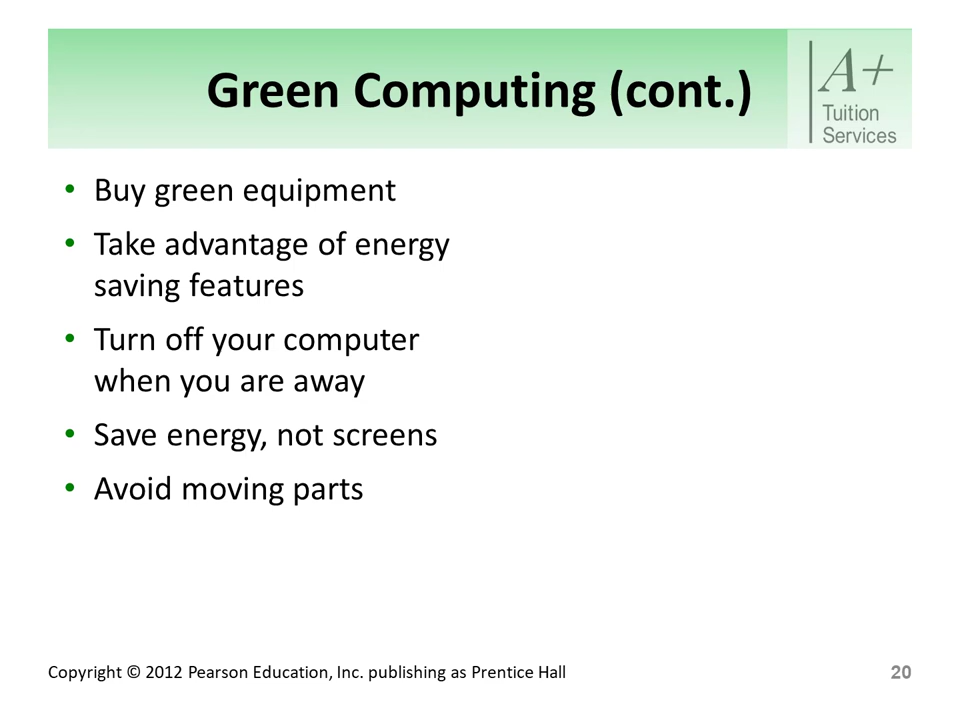 Green Computing (cont.)
A+
Tuition
Services
• Buy green equipment
• Take advantage of energy
saving features
• Turn off your computer
when you are away
• Save energy, not screens
• Avoid moving parts
Copyright © 2012 Pearson Education, Inc. publishing as Prentice Hall
20